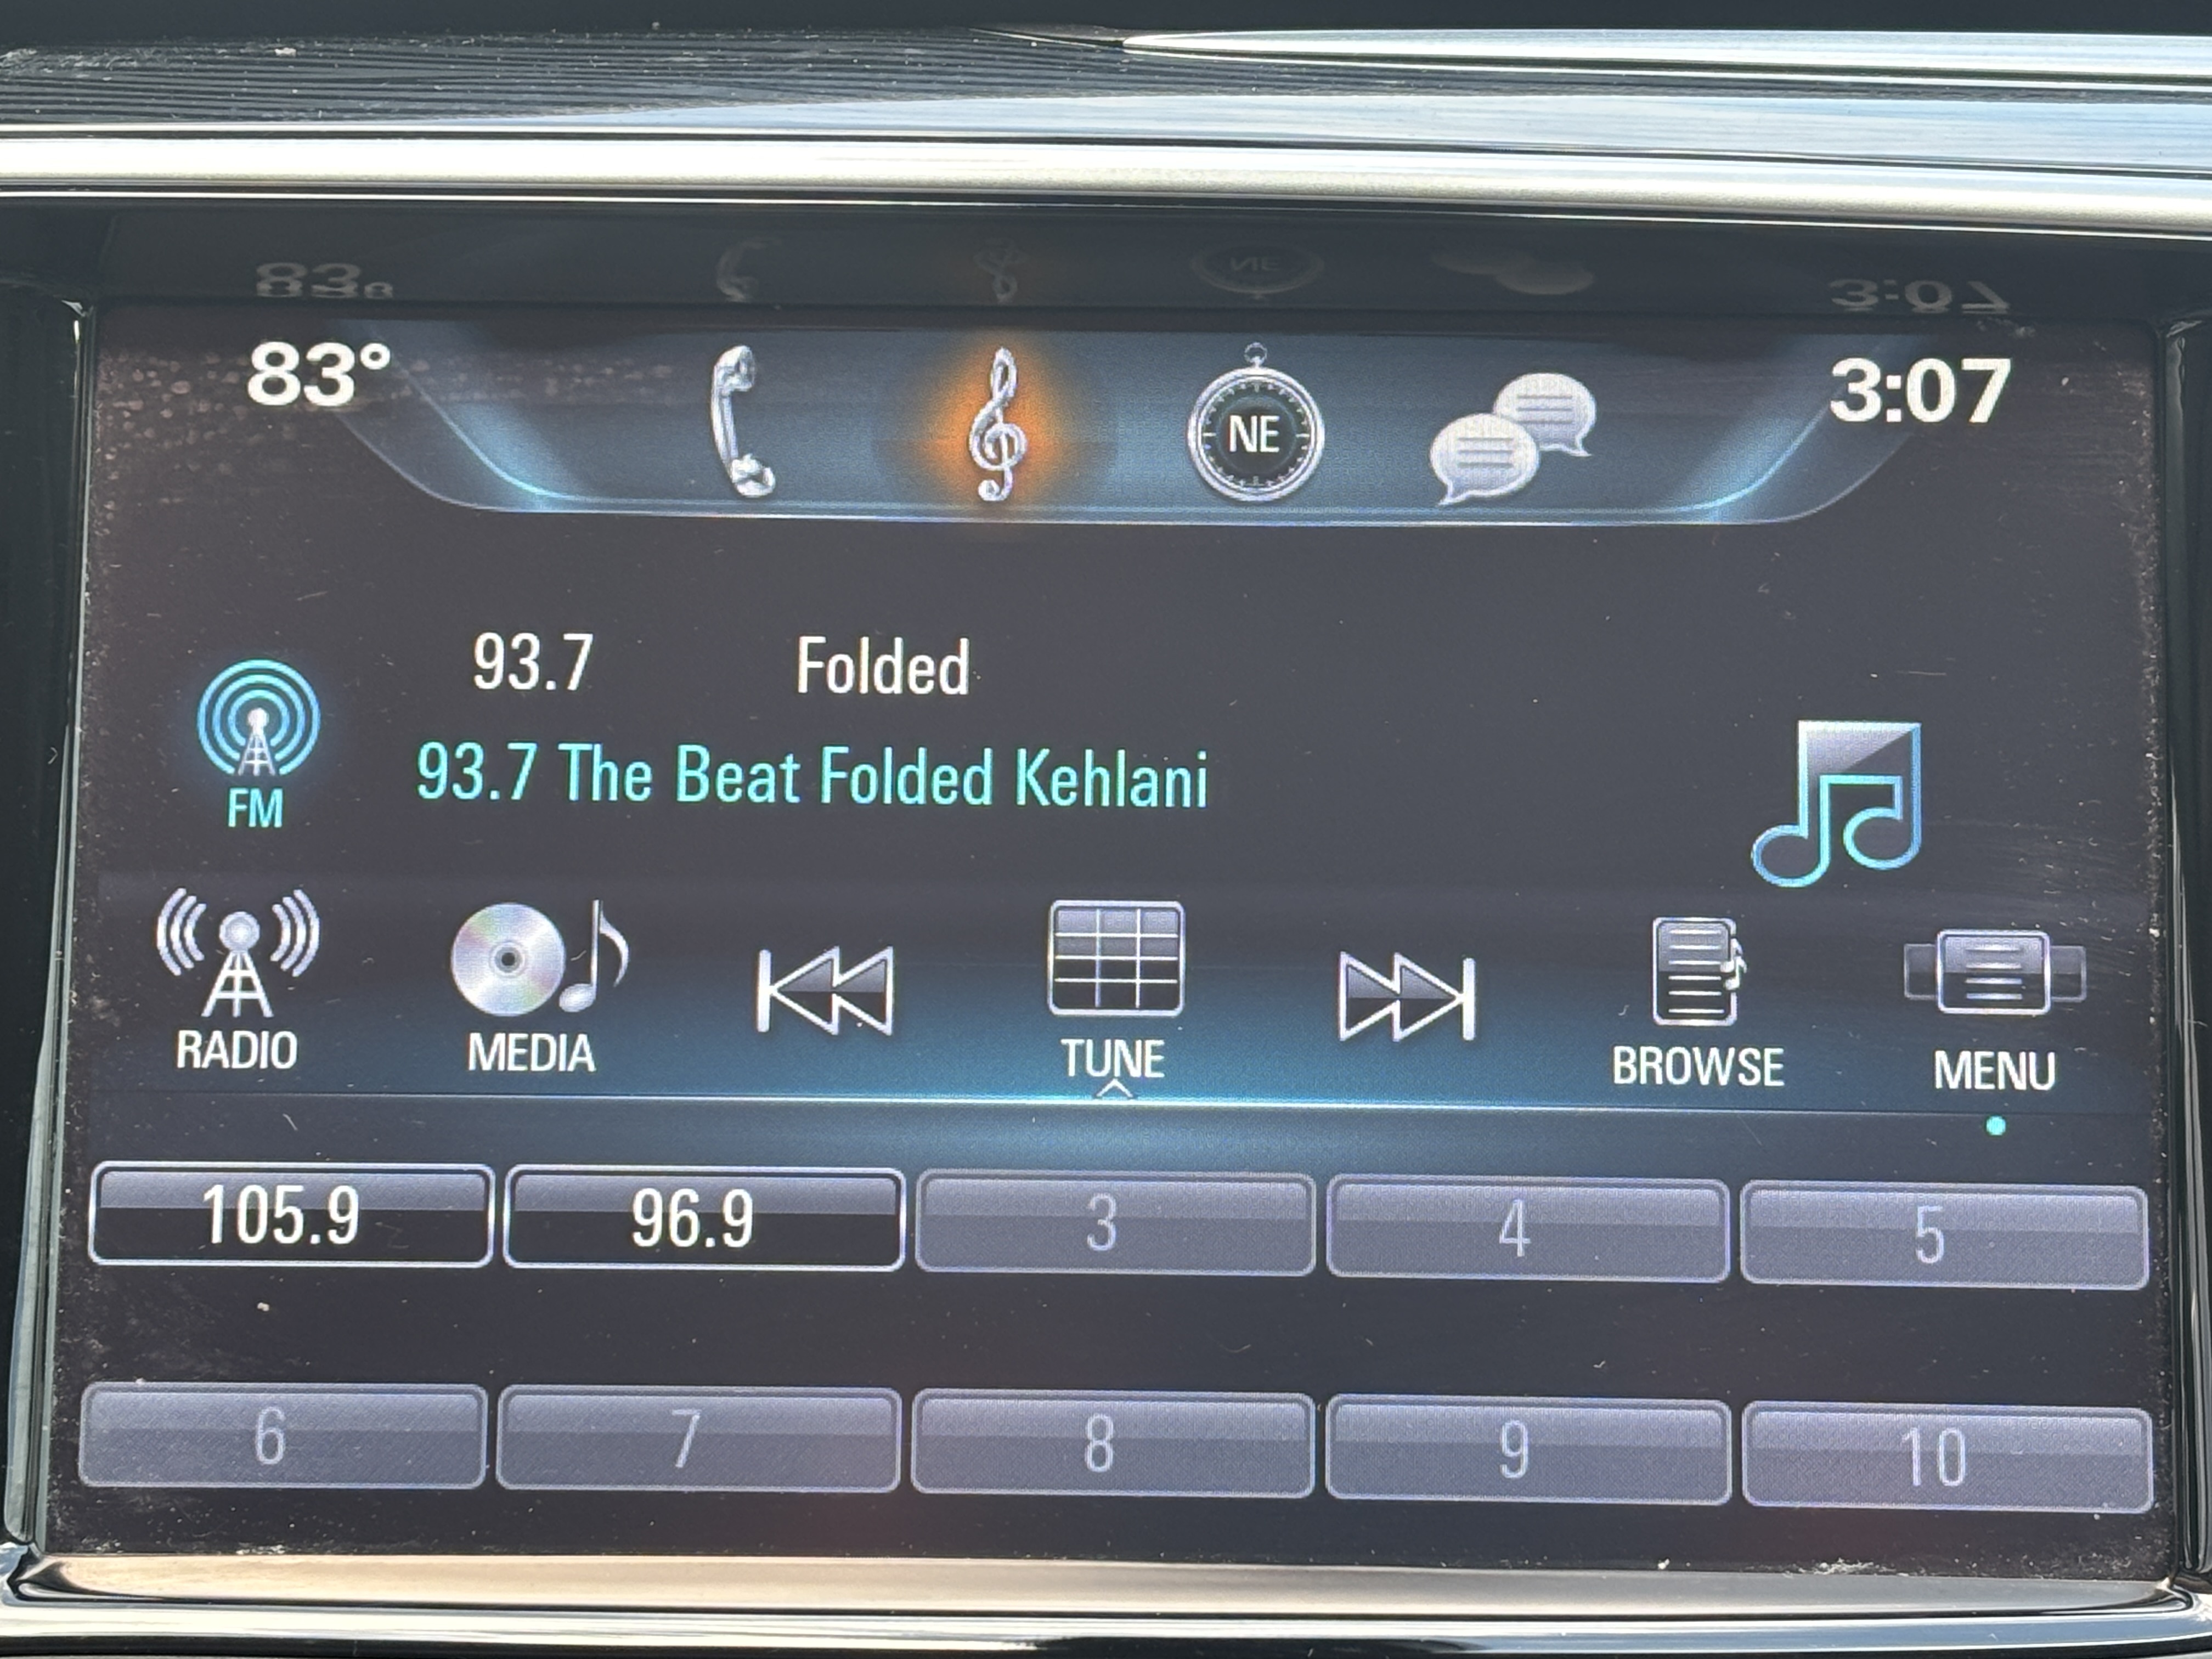 83° 3:07
NE
93.7 Folded
93.7 The Beat Folded Kehlani
FM
RADIO MEDIA TUNE BROWSE MENU
105.9 96.9 3 4 5
6 7 8 9 10